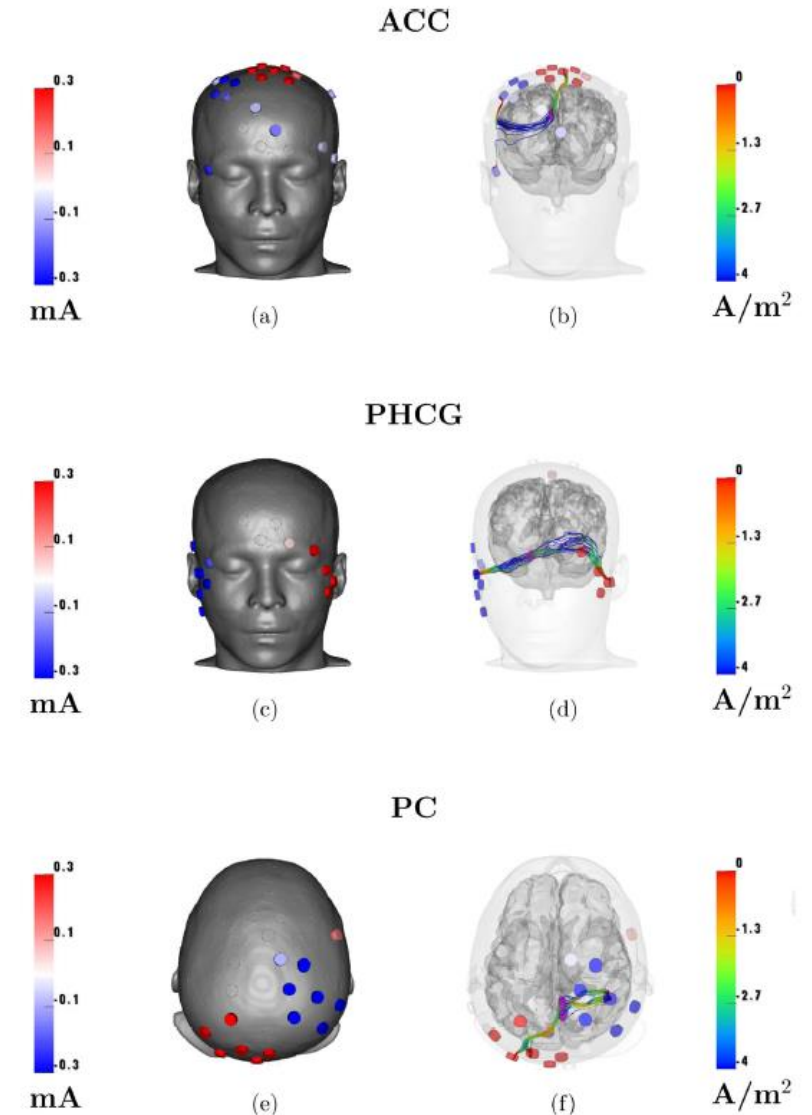 ACC
0.3
0.1
-0.1
-0.3
mA
(a)
(b)
0
-1.3
-2.7
-4
A/m²
PHCG
0.3
0.1
-0.1
-0.3
mA
(c)
(d)
0
-1.3
-2.7
-4
A/m²
PC
0.3
0.1
-0.1
-0.3
mA
(e)
(f)
0
-1.3
-2.7
-4
A/m²